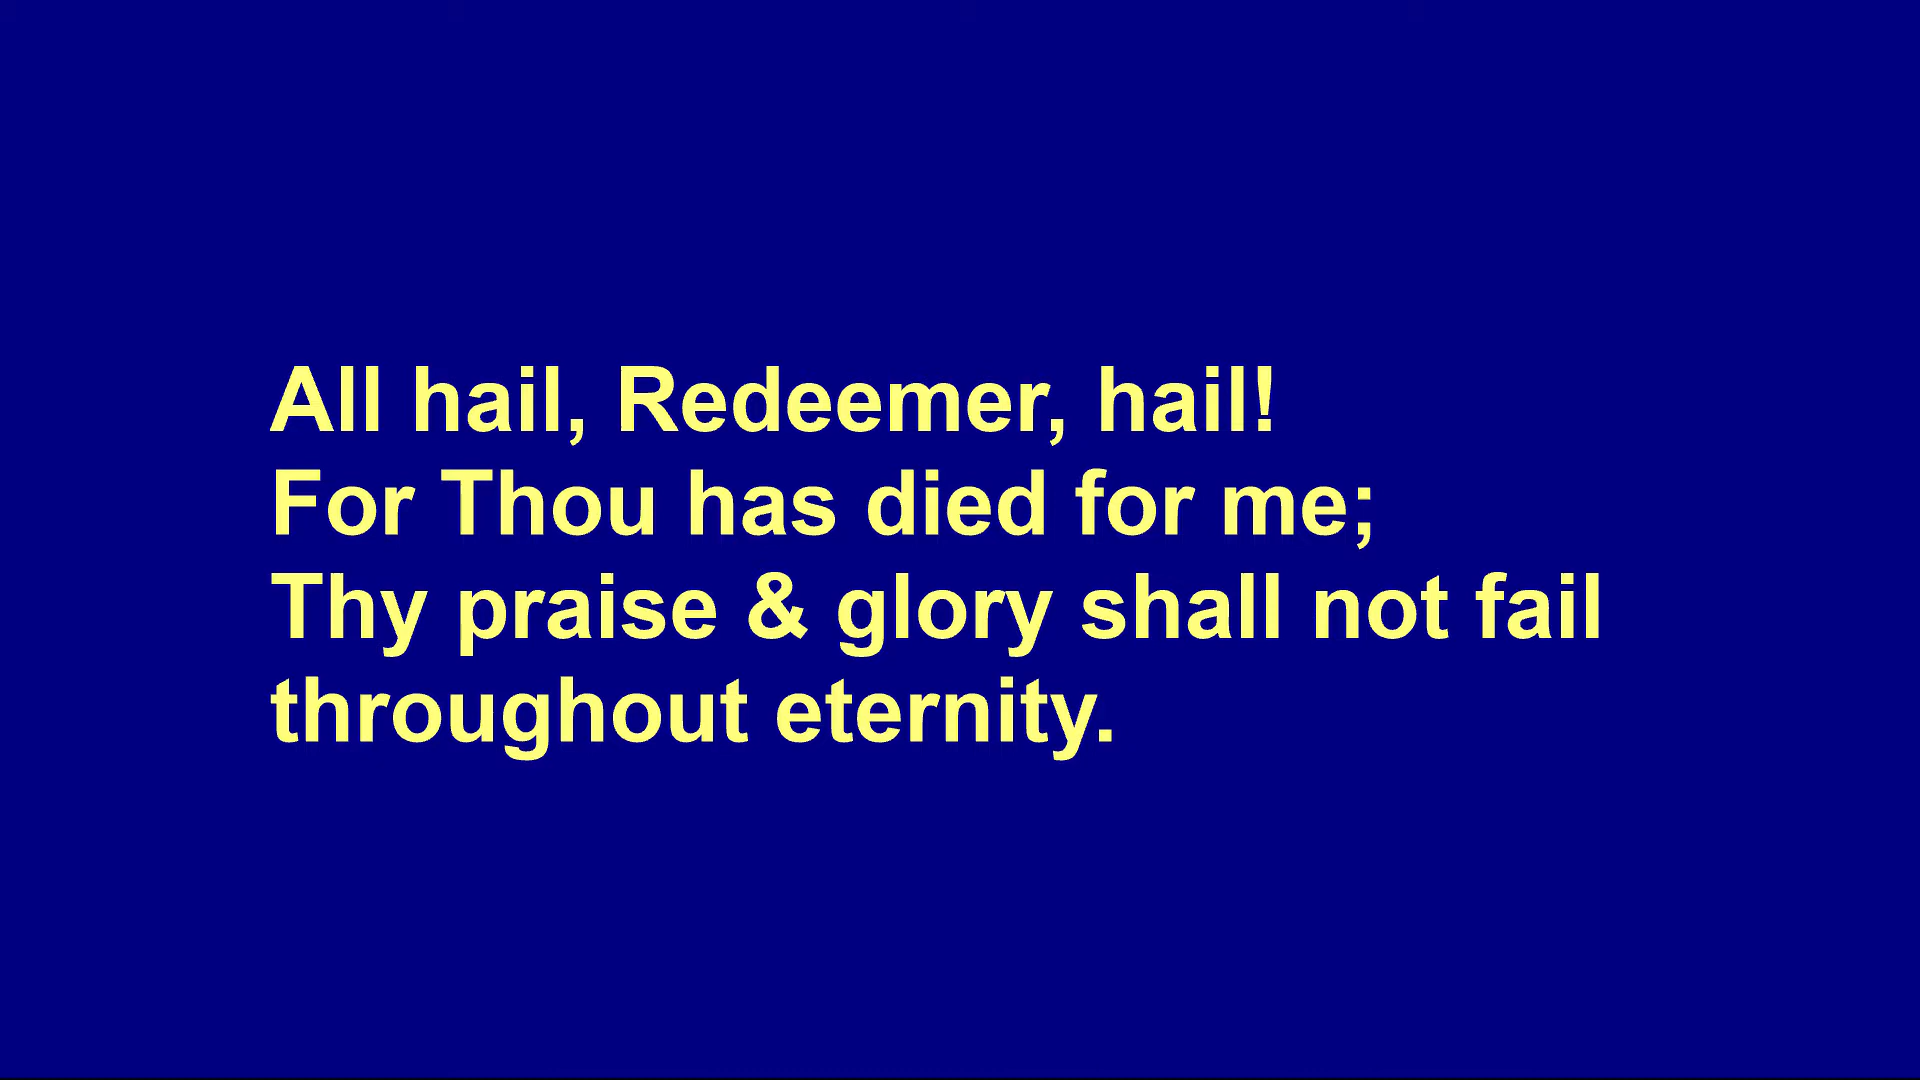 All hail, Redeemer, hail!
For Thou has died for me;
Thy praise & glory shall not fail
throughout eternity.